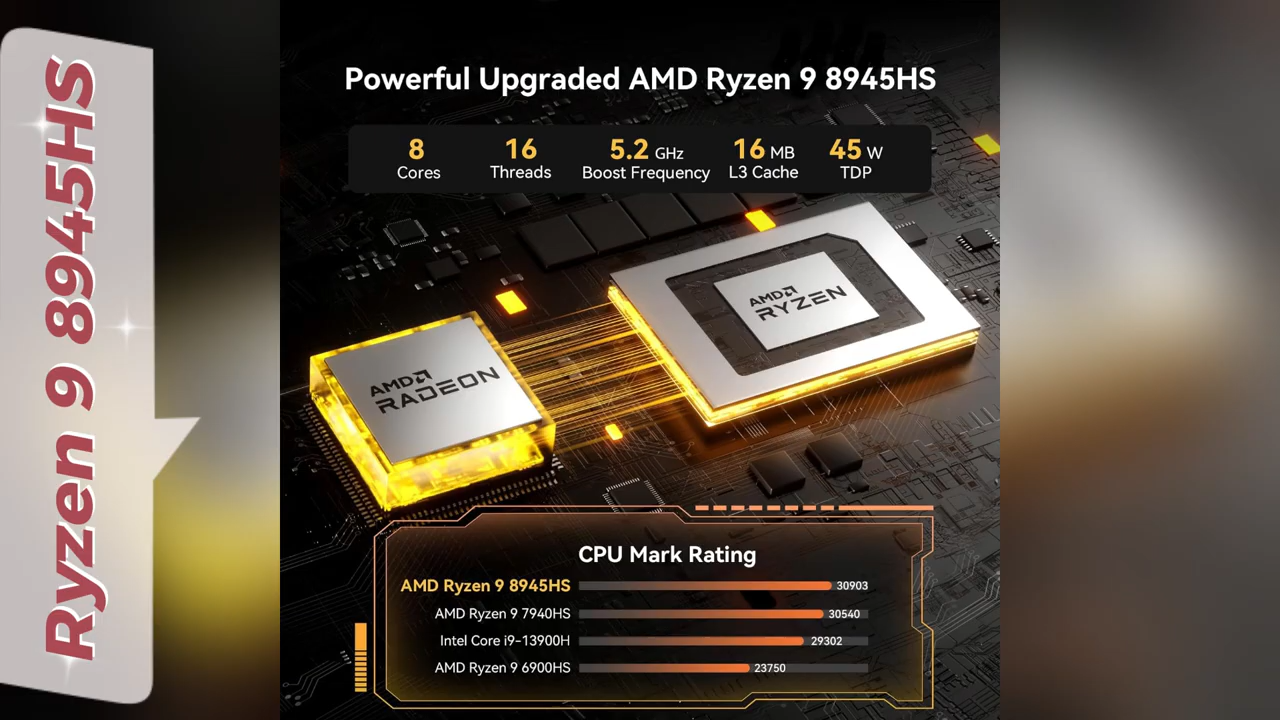 Ryzen 9 8945HS
Powerful Upgraded AMD Ryzen 9 8945HS
8 16 5.2 GHz 16 MB 45 W
Cores Threads Boost Frequency L3 Cache TDP
AMD
RYZEN
AMD
RADEON
CPU Mark Rating
AMD Ryzen 9 8945HS 30903
AMD Ryzen 9 7940HS 30540
Intel Core i9-13900H 29302
AMD Ryzen 9 6900HS 23750